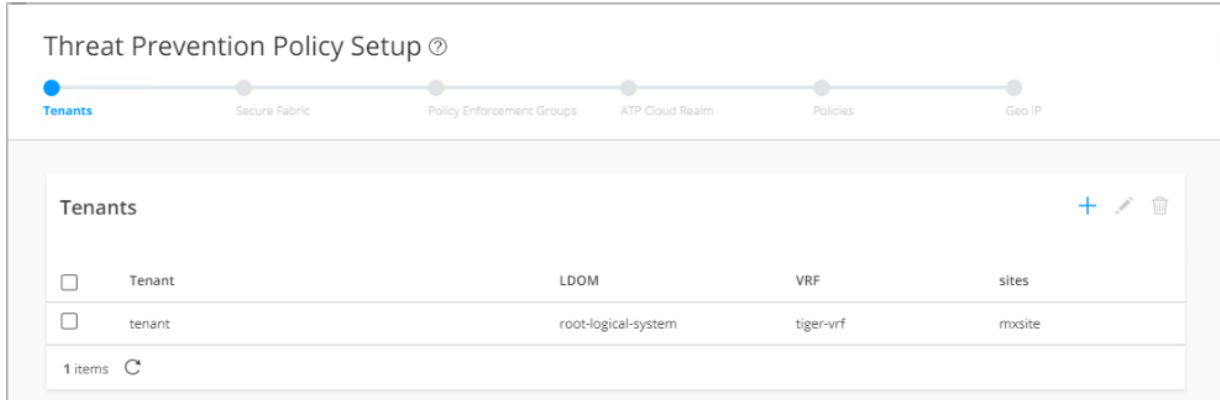 Threat Prevention Policy Setup ?
Tenants Secure Fabric Policy Enforcement Groups ATP Cloud Realm Policies Geo IP
Tenants
Tenant LDOM VRF sites
tenant root-logical-system tiger-vrf mxsite
1 items